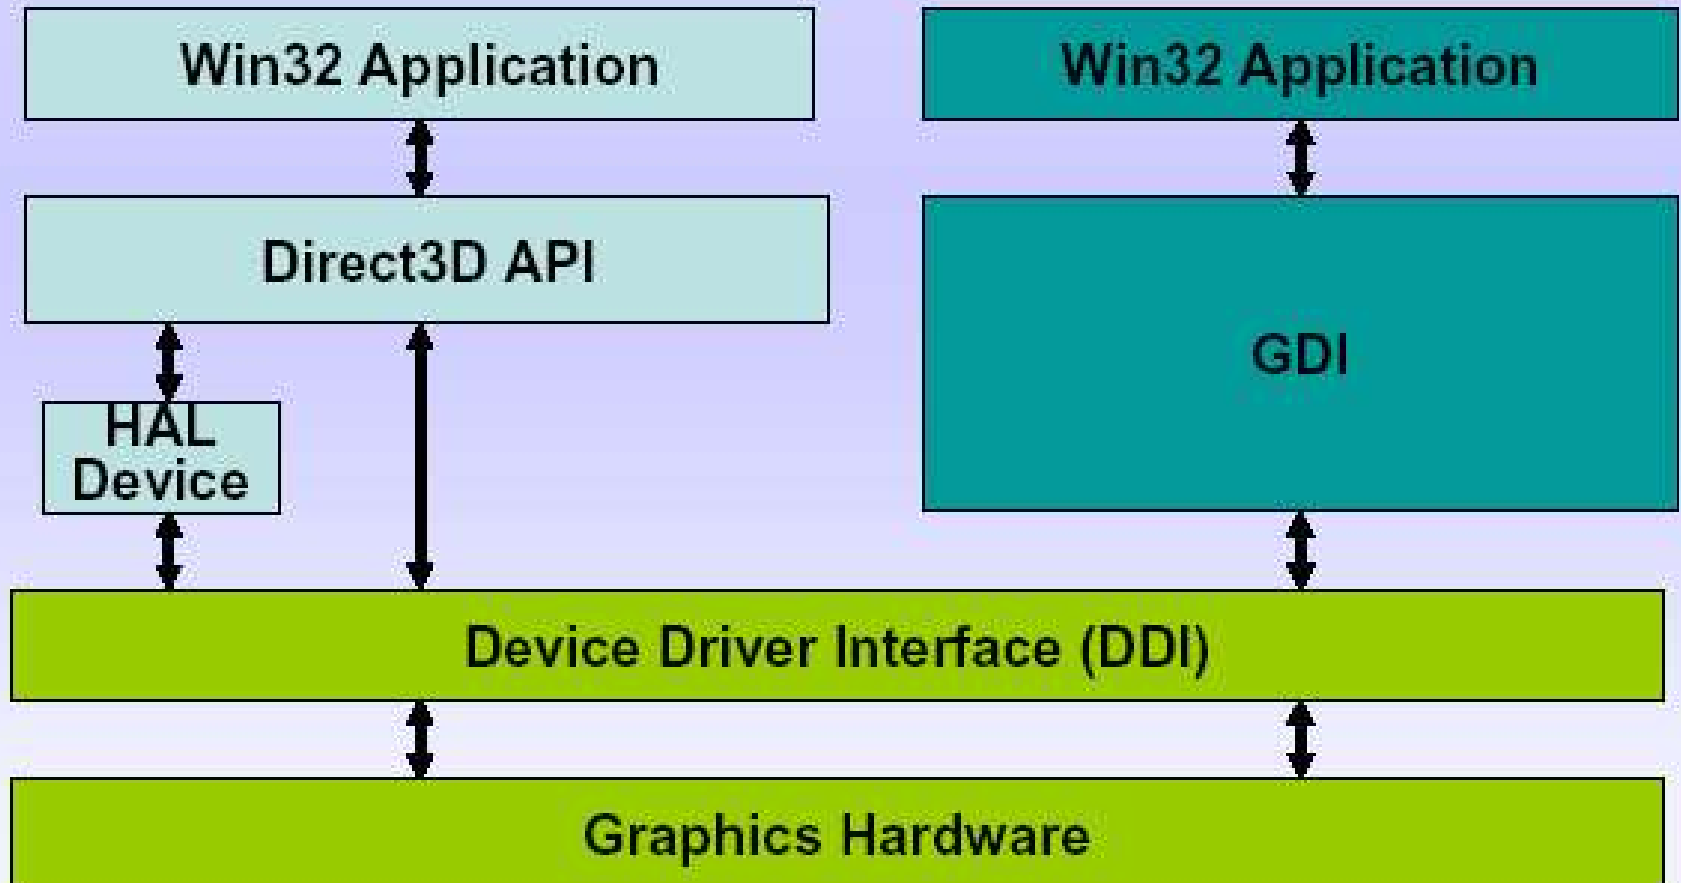 Win32 Application
Win32 Application
Direct3D API
GDI
HAL
Device
Device Driver Interface (DDI)
Graphics Hardware